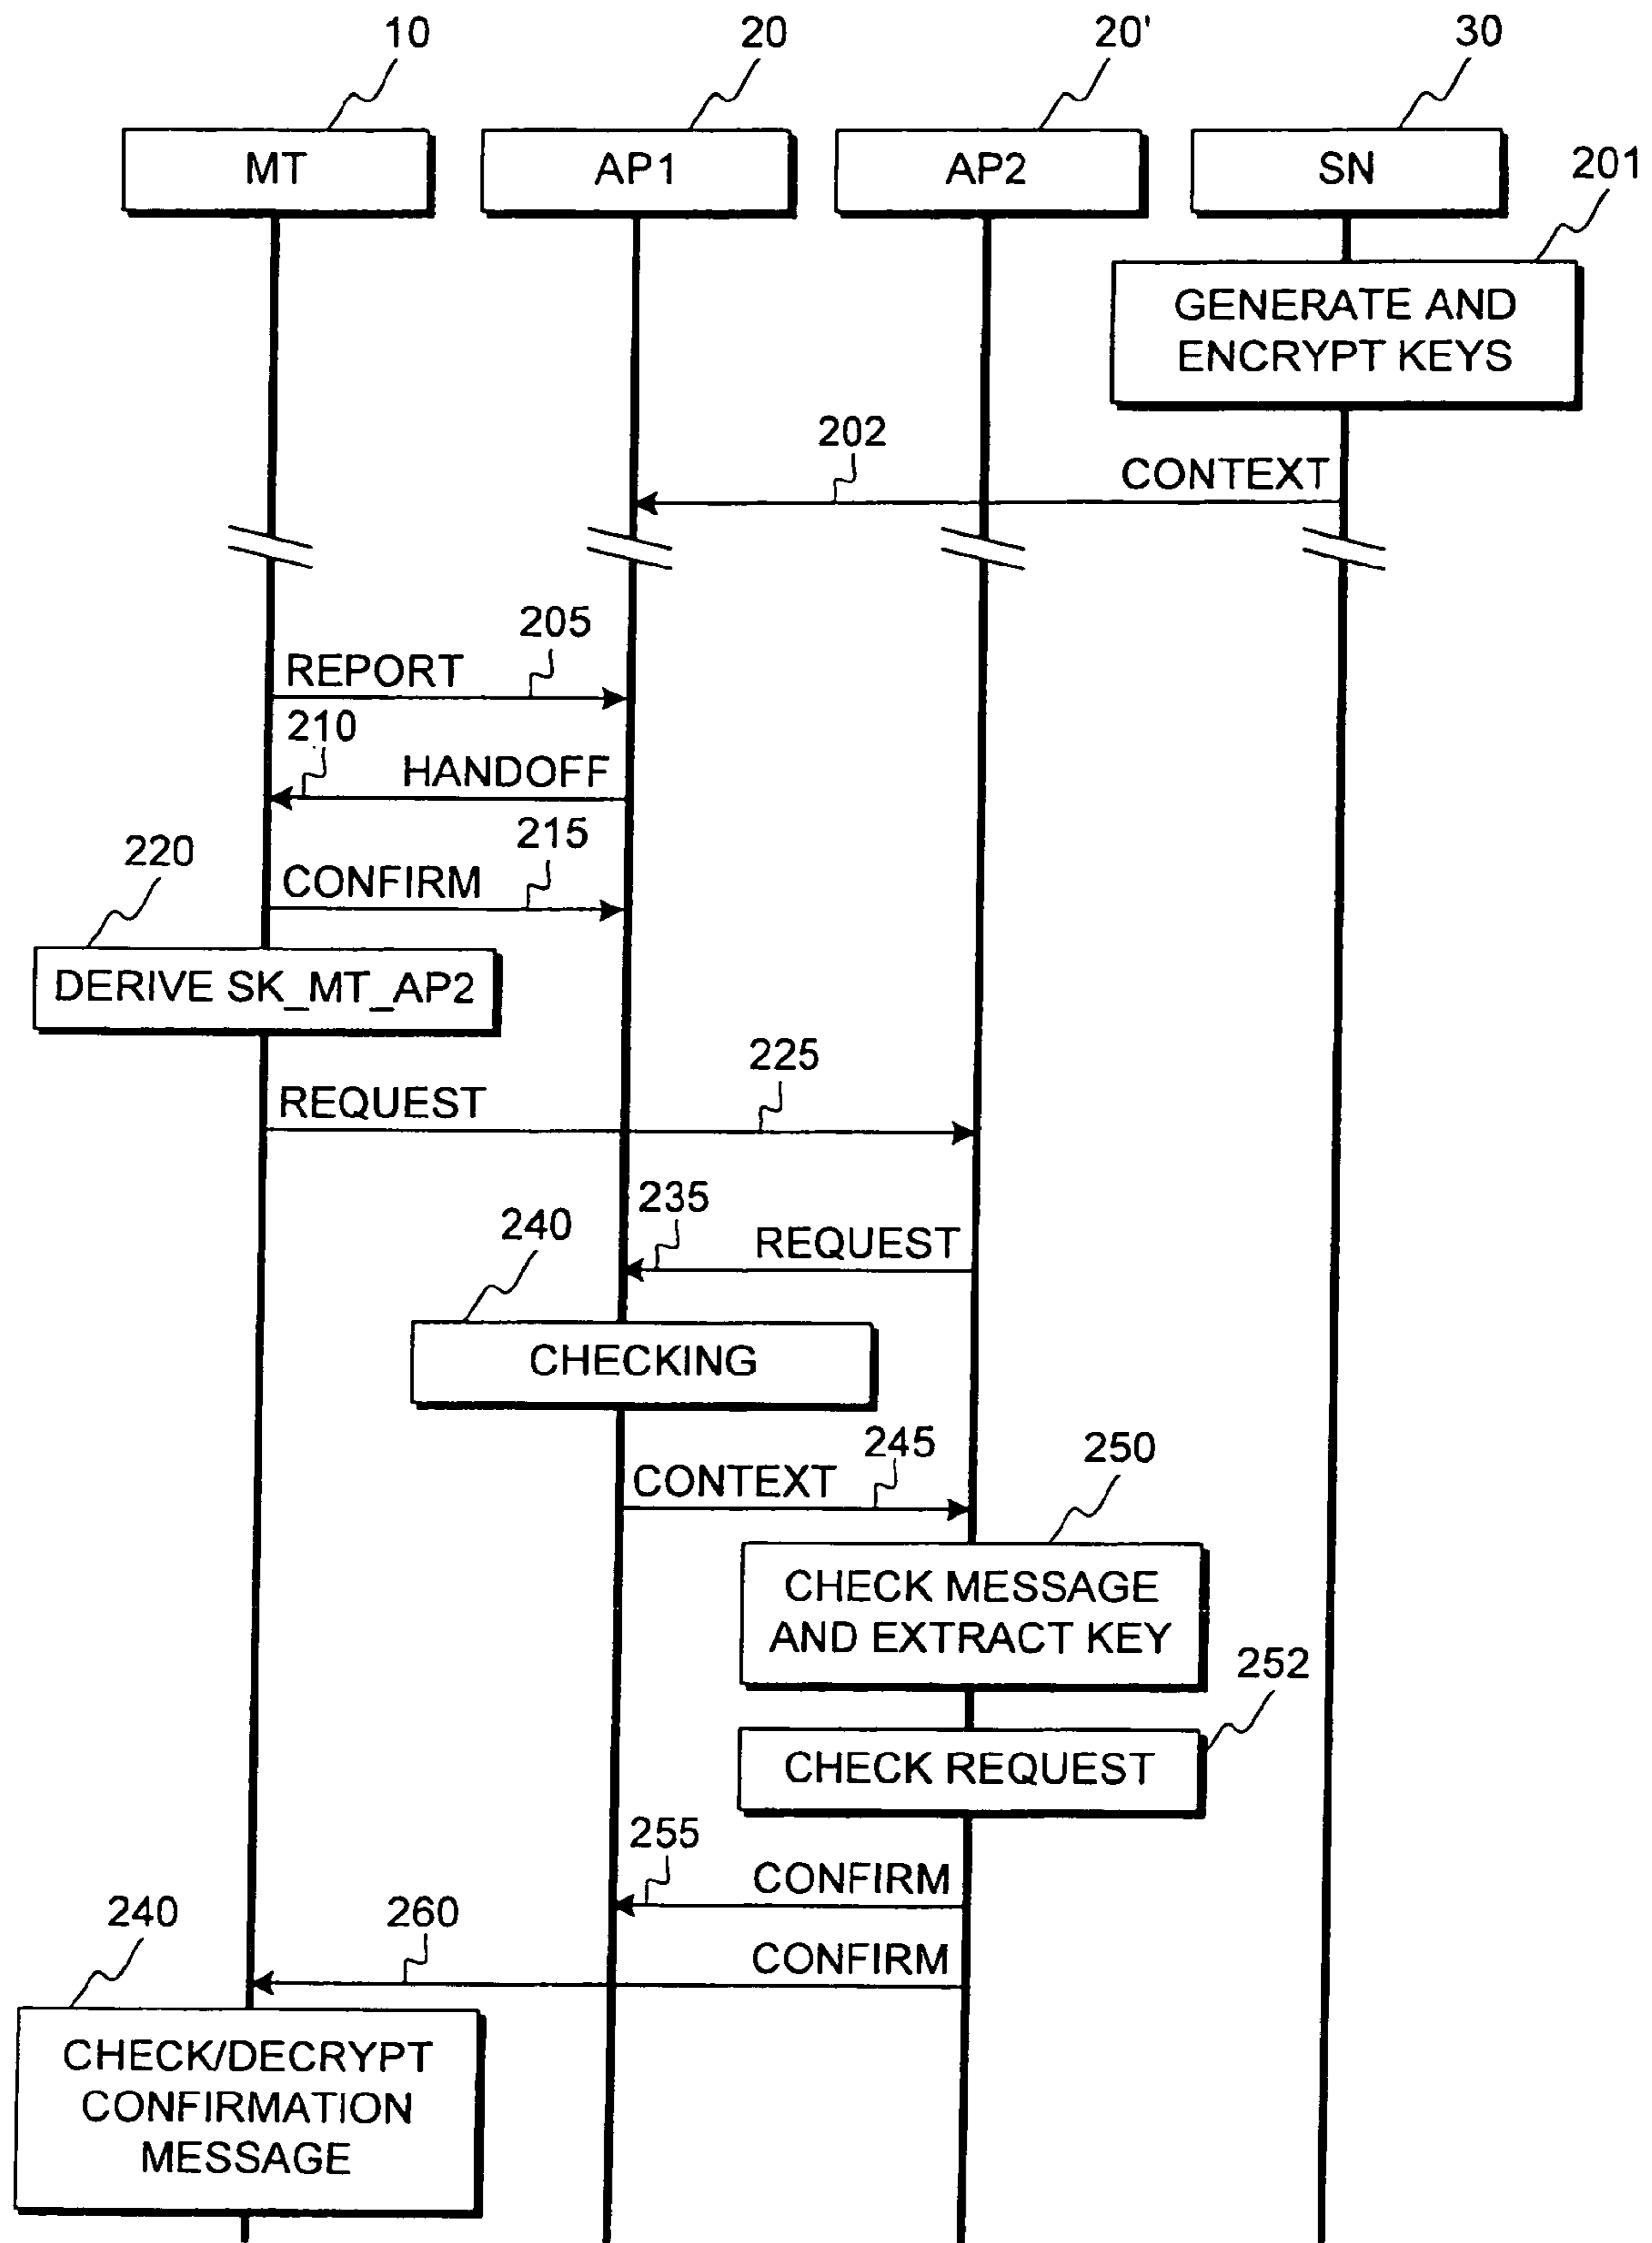 10
20
20'
30
MT
AP1
AP2
SN
201
GENERATE AND
ENCRYPT KEYS
202
CONTEXT
205
REPORT
210
HANDOFF
215
CONFIRM
220
DERIVE SK_MT_AP2
225
REQUEST
235
REQUEST
240
CHECKING
245
CONTEXT
250
CHECK MESSAGE
AND EXTRACT KEY
252
CHECK REQUEST
255
CONFIRM
260
CONFIRM
240
CHECK/DECRYPT
CONFIRMATION
MESSAGE